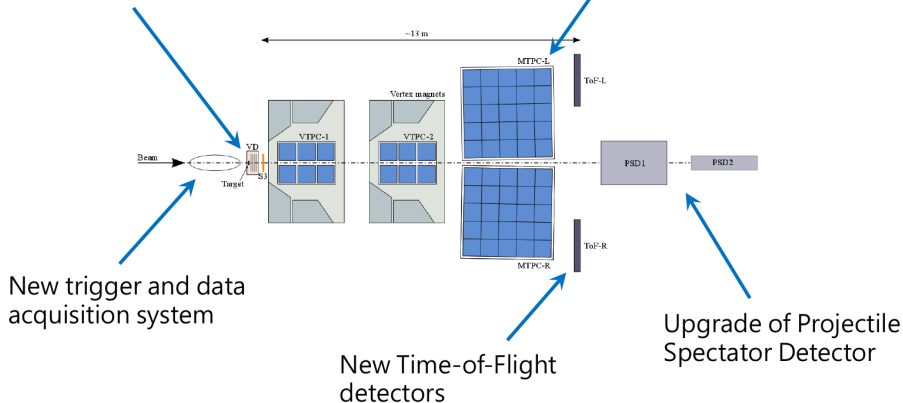 ~13 m
MTPC-L
ToF-L
Vertex magnets
VTPC-1
VTPC-2
VD
Beam
S3
Target
PSD1
PSD2
ToF-R
MTPC-R
New trigger and data
acquisition system
New Time-of-Flight
detectors
Upgrade of Projectile
Spectator Detector